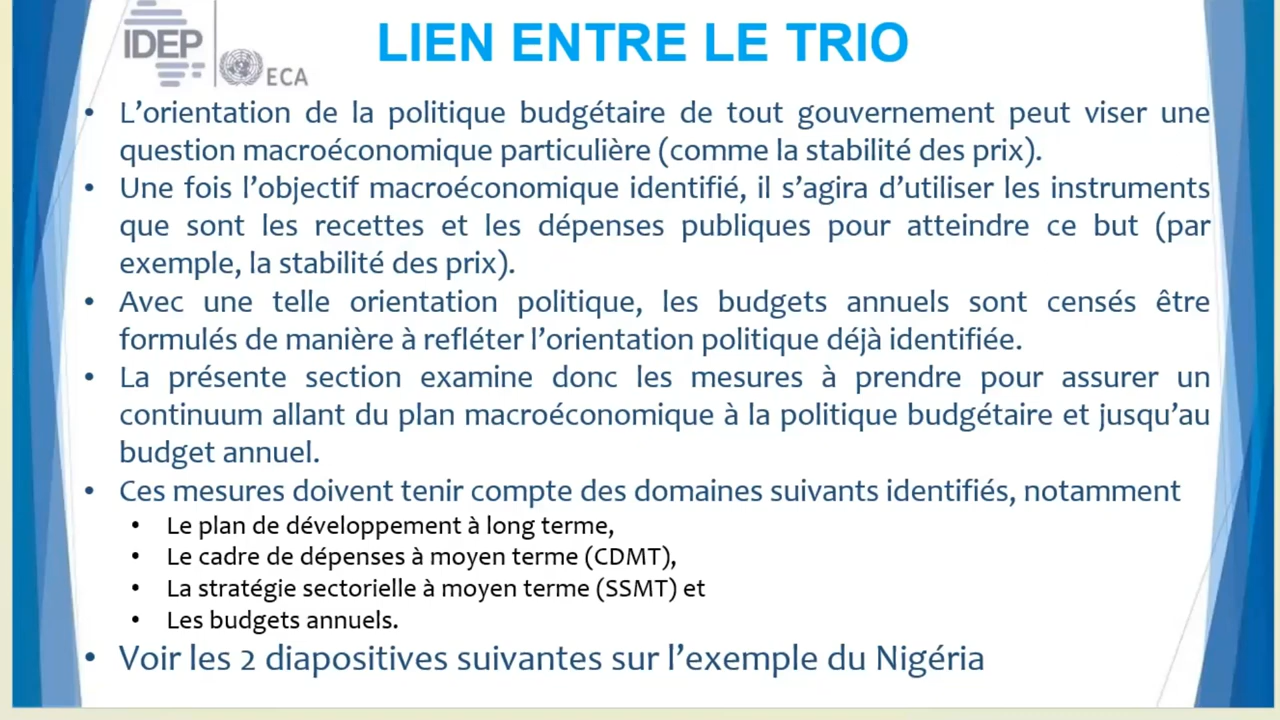 IDEP
ECA
LIEN ENTRE LE TRIO
• L’orientation de la politique budgétaire de tout gouvernement peut viser une
question macroéconomique particulière (comme la stabilité des prix).
• Une fois l’objectif macroéconomique identifié, il s’agira d’utiliser les instruments
que sont les recettes et les dépenses publiques pour atteindre ce but (par
exemple, la stabilité des prix).
• Avec une telle orientation politique, les budgets annuels sont censés être
formulés de manière à refléter l’orientation politique déjà identifiée.
• La présente section examine donc les mesures à prendre pour assurer un
continuum allant du plan macroéconomique à la politique budgétaire et jusqu’au
budget annuel.
• Ces mesures doivent tenir compte des domaines suivants identifiés, notamment
• Le plan de développement à long terme,
• Le cadre de dépenses à moyen terme (CDMT),
• La stratégie sectorielle à moyen terme (SSMT) et
• Les budgets annuels.
• Voir les 2 diapositives suivantes sur l’exemple du Nigéria